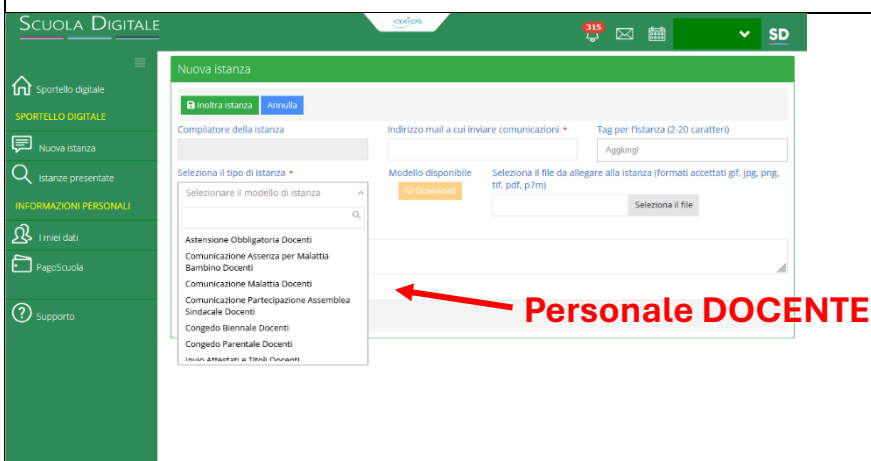 SCUOLA DIGITALE
axios
315
SD
Sportello digitale
SPORTELLO DIGITALE
Nuova istanza
Istanze presentate
INFORMAZIONI PERSONALI
I miei dati
PagoScuola
Supporto
Nuova istanza
Inoltra istanza Annulla
Compilatore della istanza Indirizzo mail a cui inviare comunicazioni * Tag per l'istanza (2-20 caratteri)
Aggiungi
Seleziona il tipo di istanza * Modello disponibile Seleziona il file da allegare alla istanza (formati accettati gif, jpg, png,
tif, pdf, p7m)
Selezionare il modello di istanza Download
Seleziona il file
Astensione Obbligatoria Docenti
Comunicazione Assenza per Malattia
Bambino Docenti
Comunicazione Malattia Docenti
Comunicazione Partecipazione Assemblea
Sindacale Docenti
Congedo Biennale Docenti
Congedo Parentale Docenti
Invio Attestati e Titoli Docenti
Personale DOCENTE